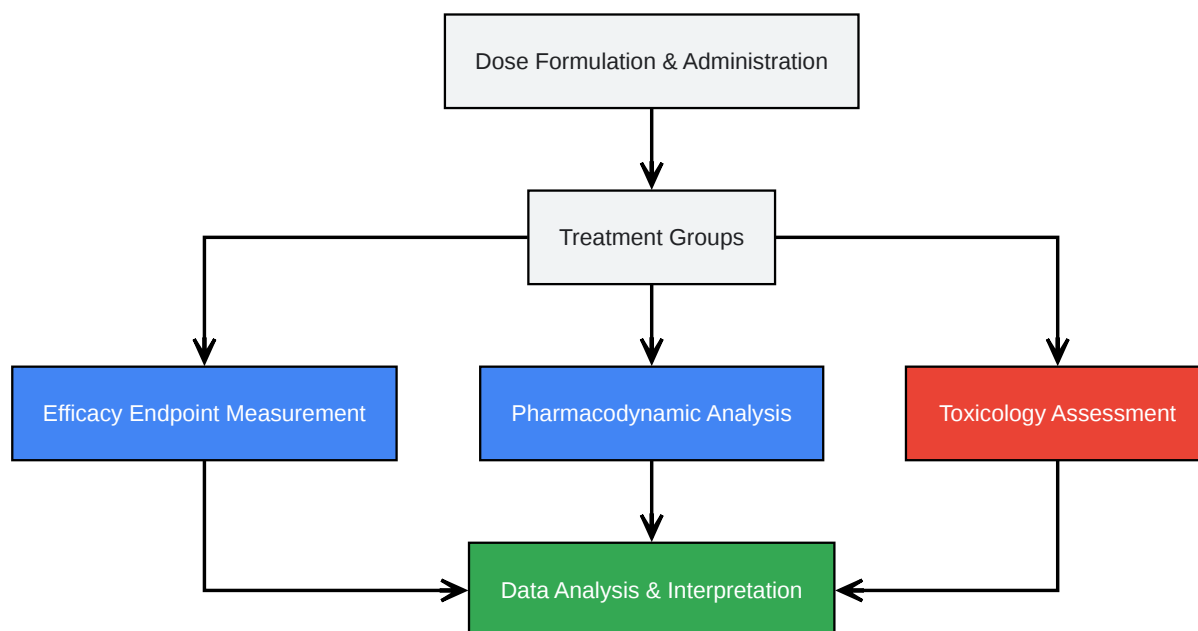 Dose Formulation & Administration
Treatment Groups
Efficacy Endpoint Measurement
Pharmacodynamic Analysis
Toxicology Assessment
Data Analysis & Interpretation